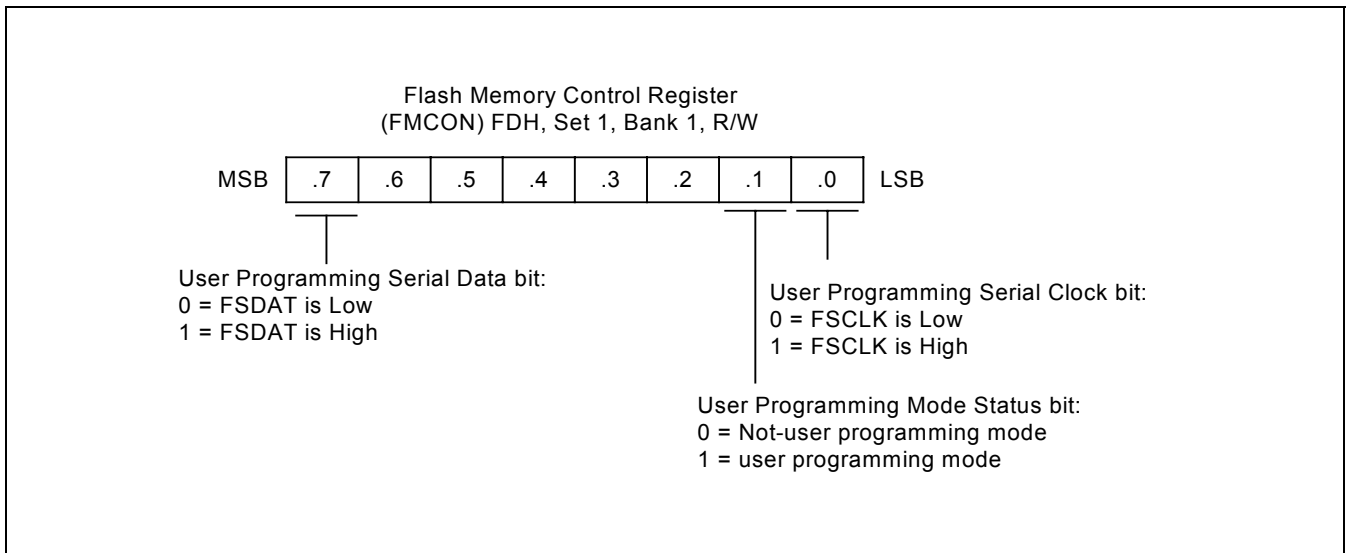 Flash Memory Control Register
(FMCON) FDH, Set 1, Bank 1, R/W
MSB .7 .6 .5 .4 .3 .2 .1 .0 LSB
User Programming Serial Data bit:
0 = FSDAT is Low
1 = FSDAT is High
User Programming Serial Clock bit:
0 = FSCLK is Low
1 = FSCLK is High
User Programming Mode Status bit:
0 = Not-user programming mode
1 = user programming mode